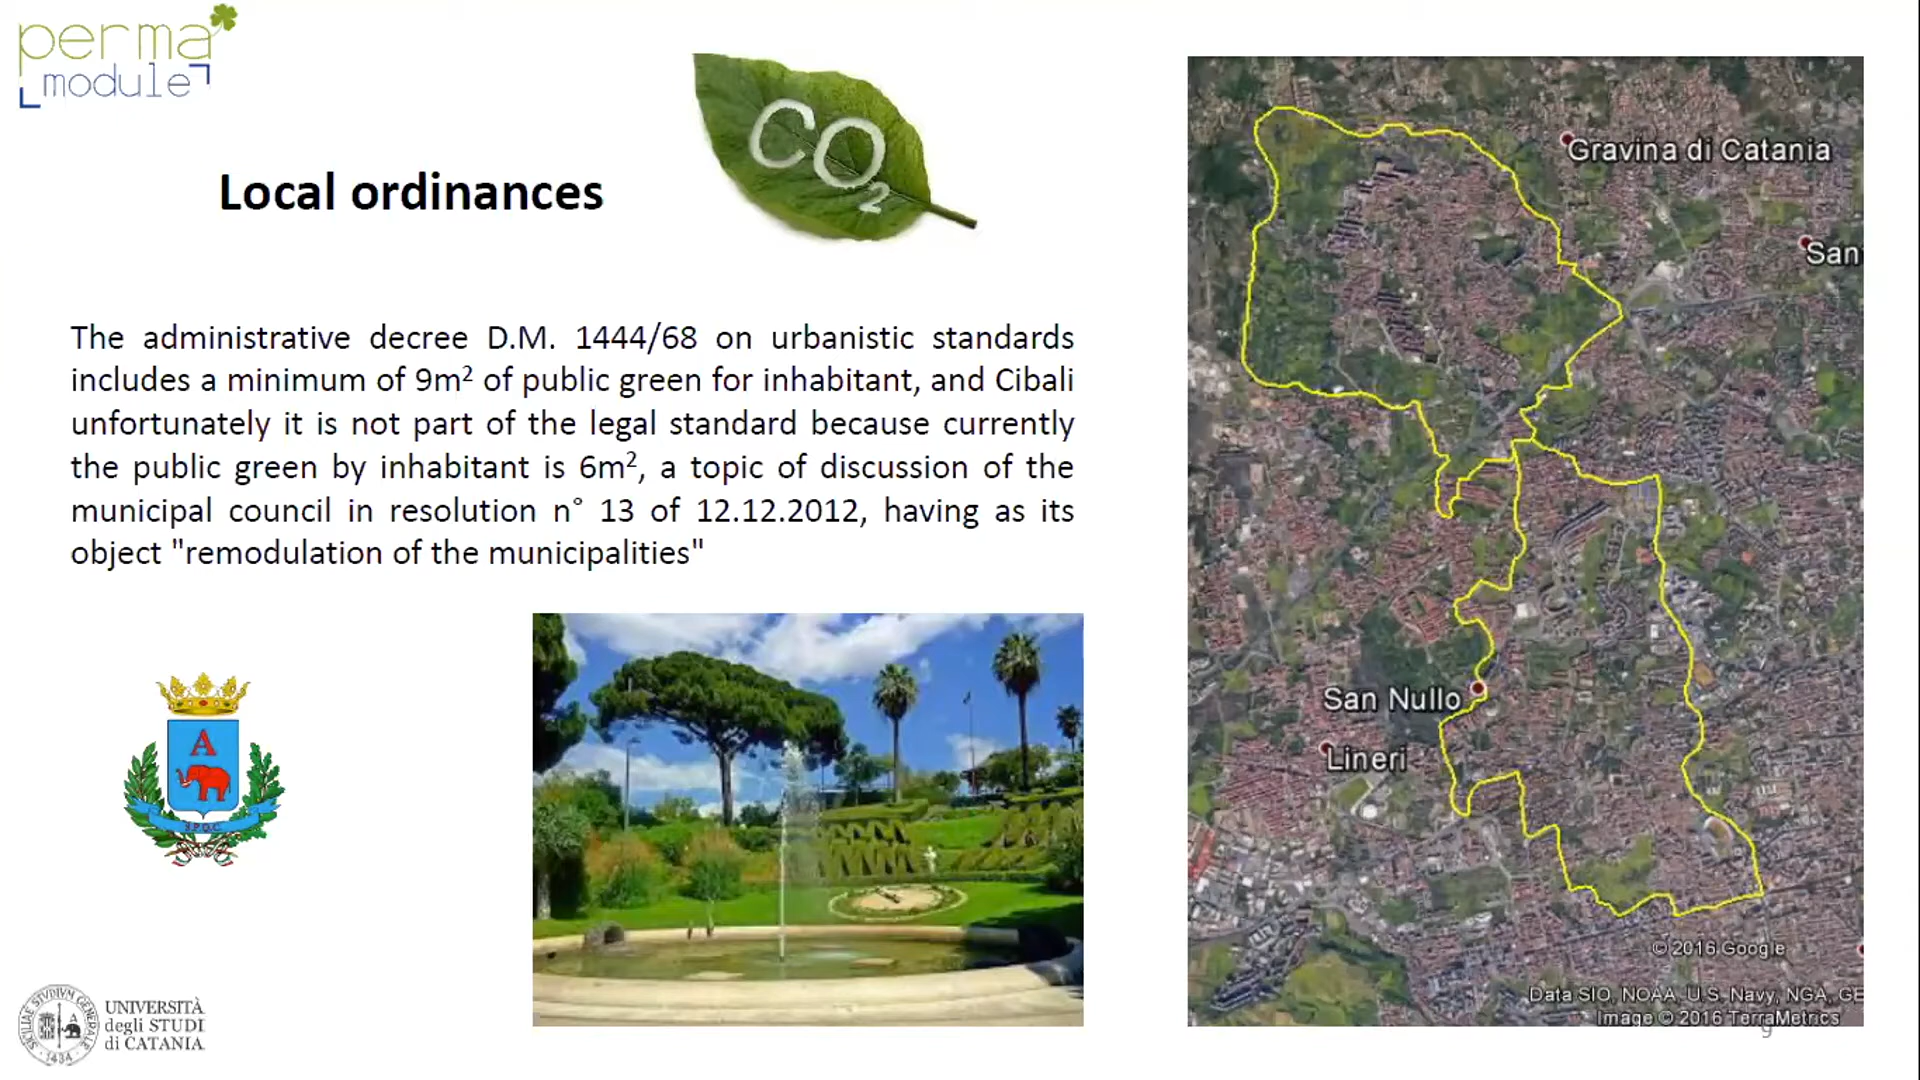 perma
module
CO2
Local ordinances
The administrative decree D.M. 1444/68 on urbanistic standards
includes a minimum of 9m² of public green for inhabitant, and Cibali
unfortunately it is not part of the legal standard because currently
the public green by inhabitant is 6m², a topic of discussion of the
municipal council in resolution n° 13 of 12.12.2012, having as its
object "remodulation of the municipalities"
A
UNIVERSITÀ
degli STUDI
di CATANIA
1434
Gravina di Catania
San
San Nullo
Lineri
© 2016 Google
Data SIO, NOAA, U.S. Navy, NGA, GE
Image © 2016 TerraMetrics
9